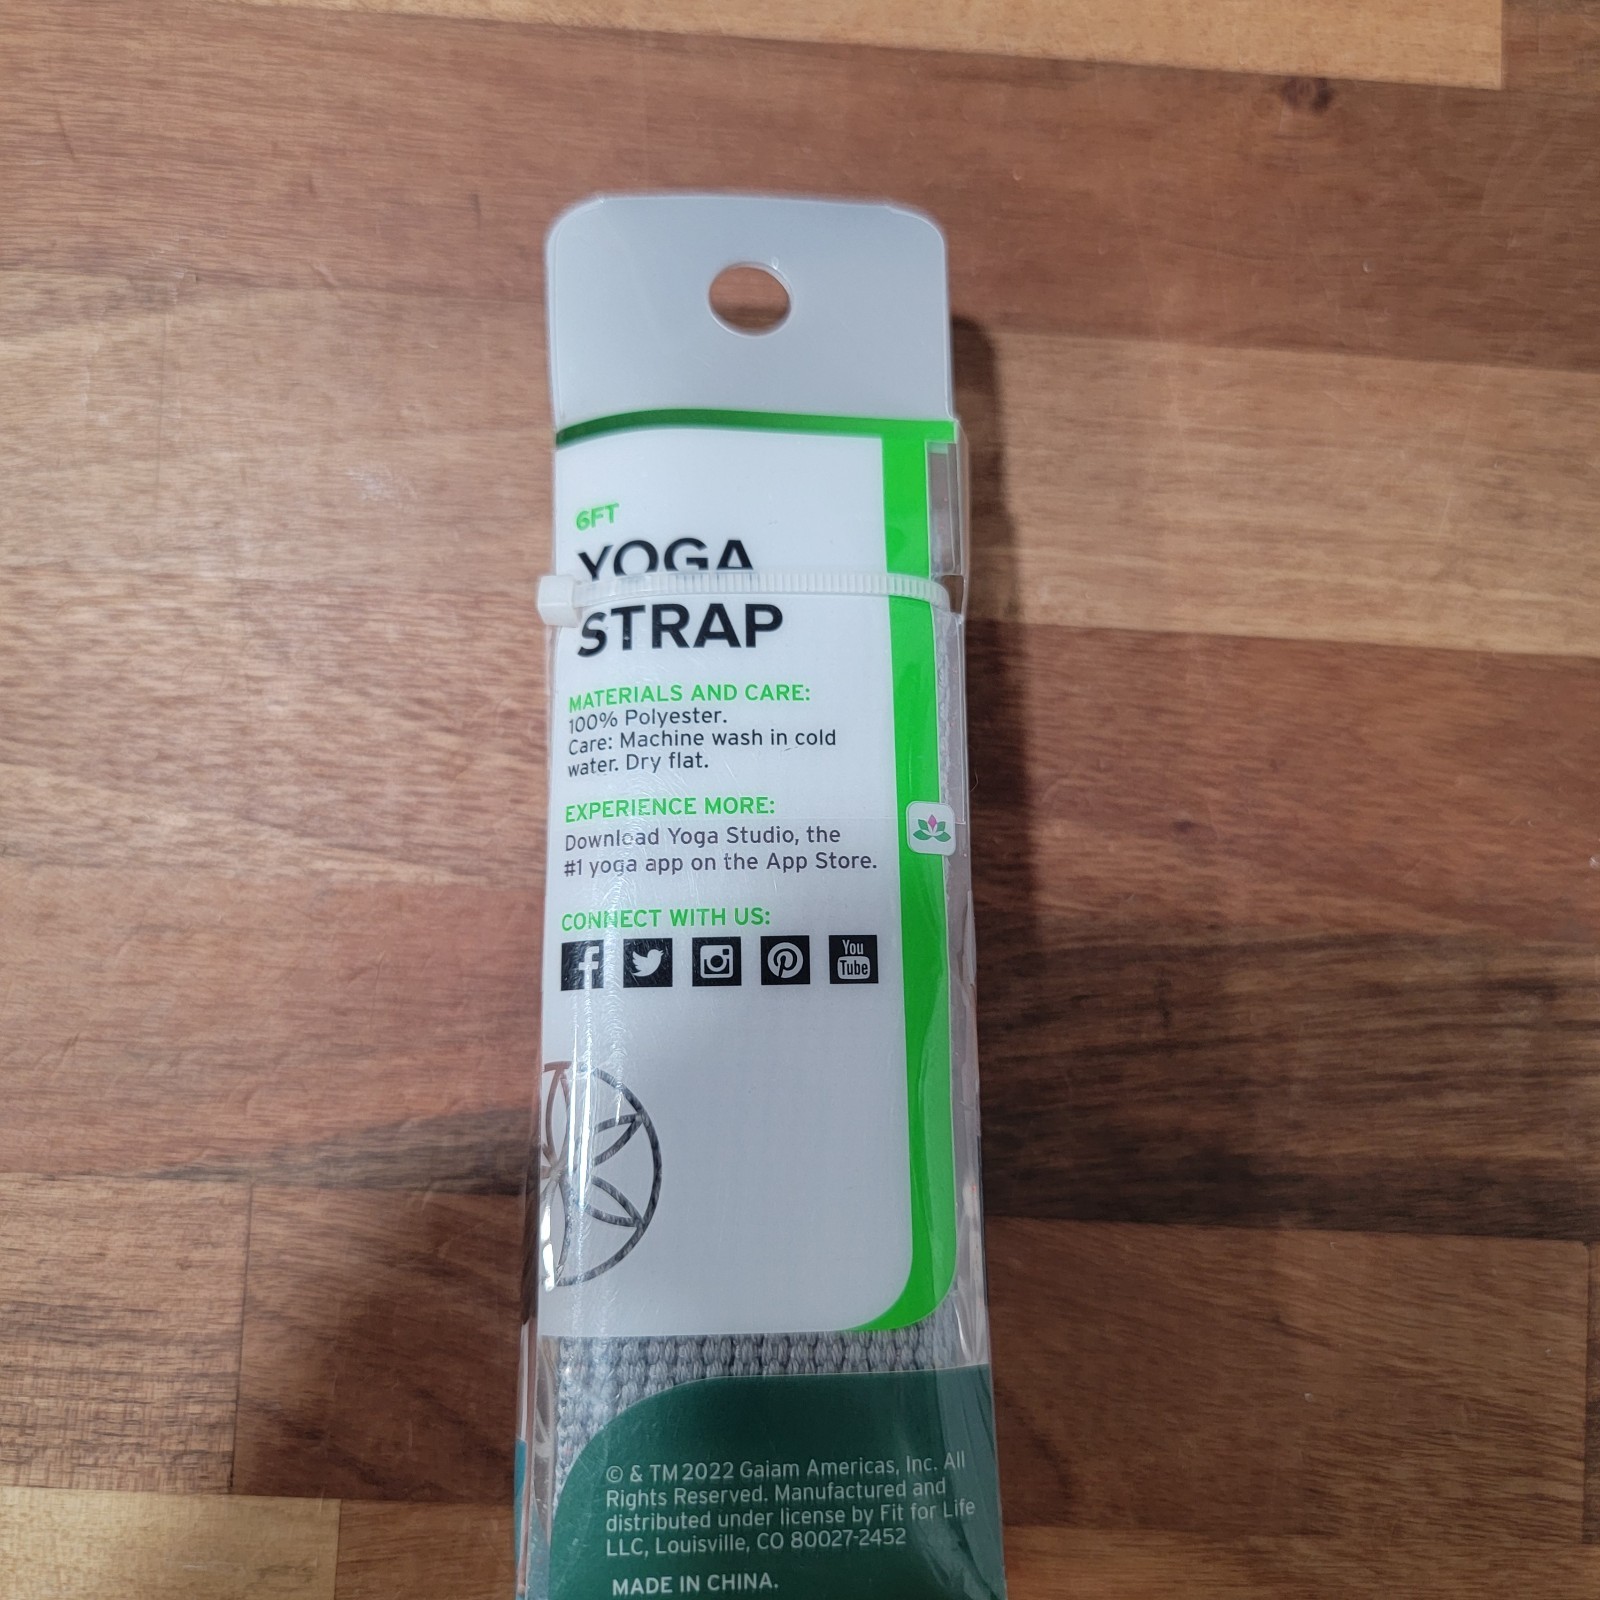 6FT
YOGA
STRAP
MATERIALS AND CARE:
100% Polyester.
Care: Machine wash in cold
water. Dry flat.
EXPERIENCE MORE:
Download Yoga Studio, the
#1 yoga app on the App Store.
CONNECT WITH US:
You
Tube
© & TM 2022 Gaiam Americas, Inc. All
Rights Reserved. Manufactured and
distributed under license by Fit for Life
LLC, Louisville, CO 80027-2452
MADE IN CHINA.